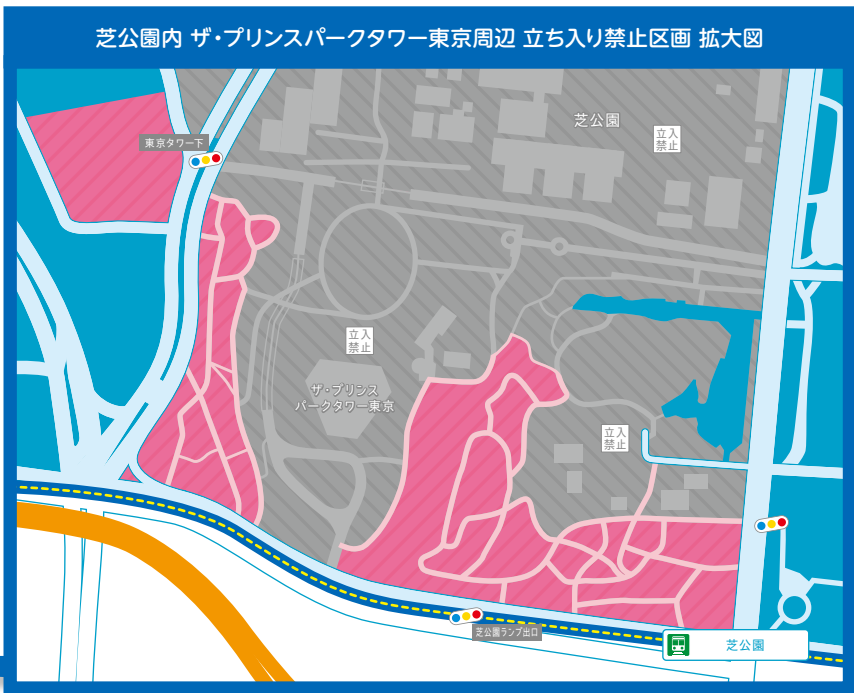 芝公園内 ザ・プリンスパークタワー東京周辺 立ち入り禁止区画 拡大図
東京タワー下
芝公園
立入
禁止
立入
禁止
ザ・プリンス
パークタワー東京
立入
禁止
芝公園ランプ出口
芝公園